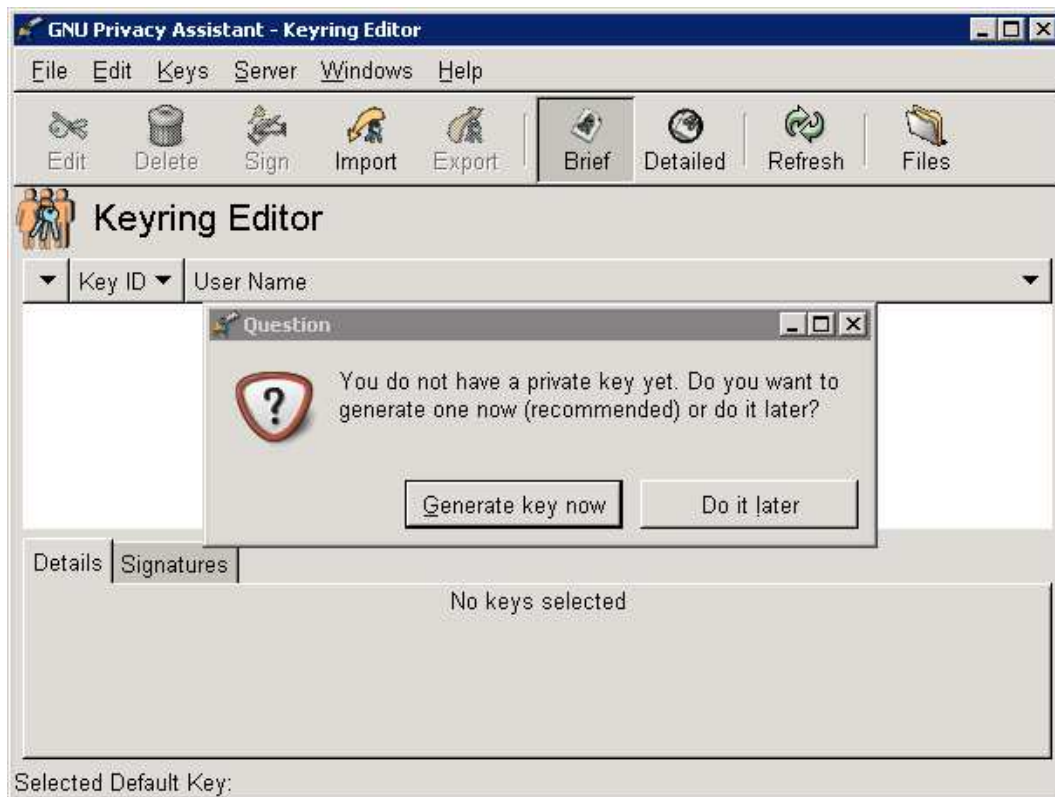 GNU Privacy Assistant - Keyring Editor
File Edit Keys Server Windows Help
Edit Delete Sign Import Export Brief Detailed Refresh Files
Keyring Editor
Key ID User Name
Question
You do not have a private key yet. Do you want to
generate one now (recommended) or do it later?
Generate key now Do it later
Details Signatures
No keys selected
Selected Default Key: